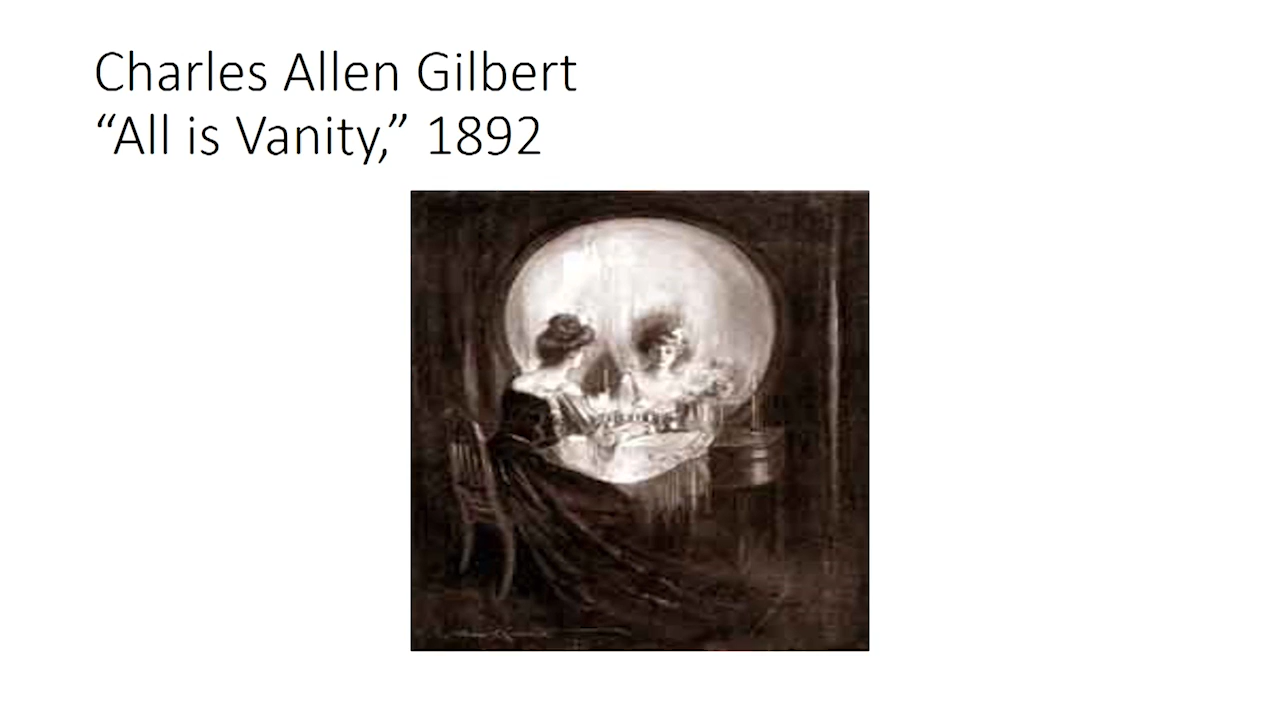 Charles Allen Gilbert
“All is Vanity,” 1892